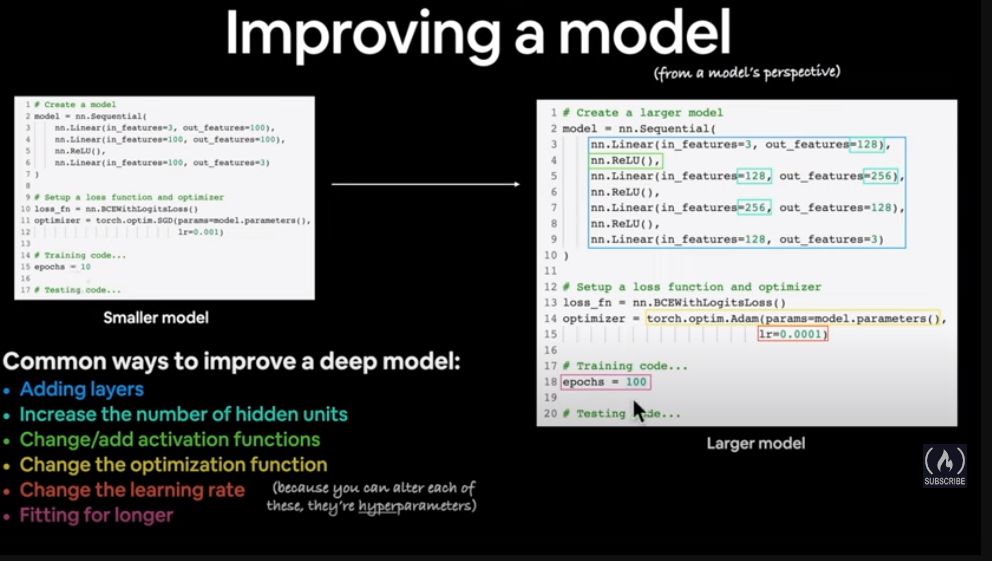 Improving a model
(from a model's perspective)
1 # Create a model
2 model = nn.Sequential(
3 nn.Linear(in_features=3, out_features=100),
4 nn.Linear(in_features=100, out_features=100),
5 nn.ReLU(),
6 nn.Linear(in_features=100, out_features=3)
7 )
8
9 # Setup a loss function and optimizer
10 loss_fn = nn.BCEWithLogitsLoss()
11 optimizer = torch.optim.SGD(params=model.parameters(),
12 lr=0.001)
13
14 # Training code...
15 epochs = 10
16
17 # Testing code...
Smaller model
1 # Create a larger model
2 model = nn.Sequential(
3 nn.Linear(in_features=3, out_features=128),
4 nn.ReLU(),
5 nn.Linear(in_features=128, out_features=256),
6 nn.ReLU(),
7 nn.Linear(in_features=256, out_features=128),
8 nn.ReLU(),
9 nn.Linear(in_features=128, out_features=3)
10 )
11
12 # Setup a loss function and optimizer
13 loss_fn = nn.BCEWithLogitsLoss()
14 optimizer = torch.optim.Adam(params=model.parameters(),
15 lr=0.0001)
16
17 # Training code...
18 epochs = 100
19
20 # Testing code...
Larger model
Common ways to improve a deep model:
• Adding layers
• Increase the number of hidden units
• Change/add activation functions
• Change the optimization function
• Change the learning rate
• Fitting for longer
(because you can alter each of
these, they're hyperparameters)
SUBSCRIBE